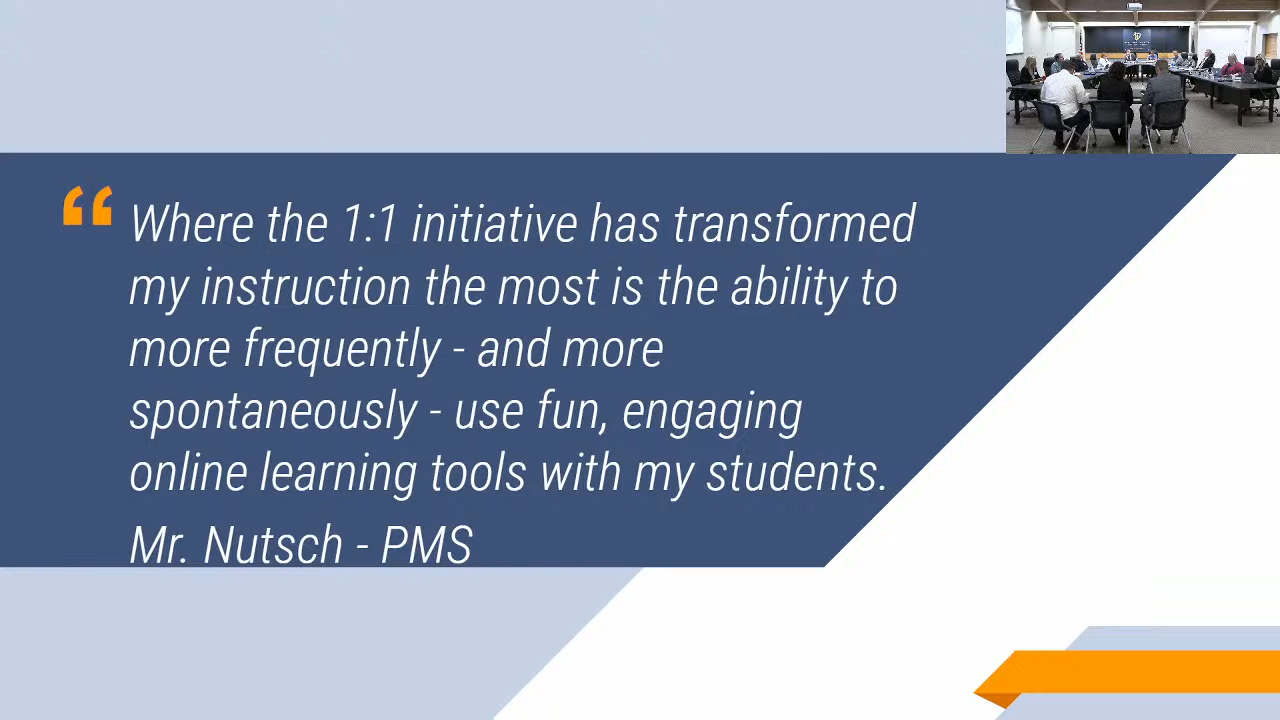 “ Where the 1:1 initiative has transformed
my instruction the most is the ability to
more frequently - and more
spontaneously - use fun, engaging
online learning tools with my students.
Mr. Nutsch - PMS